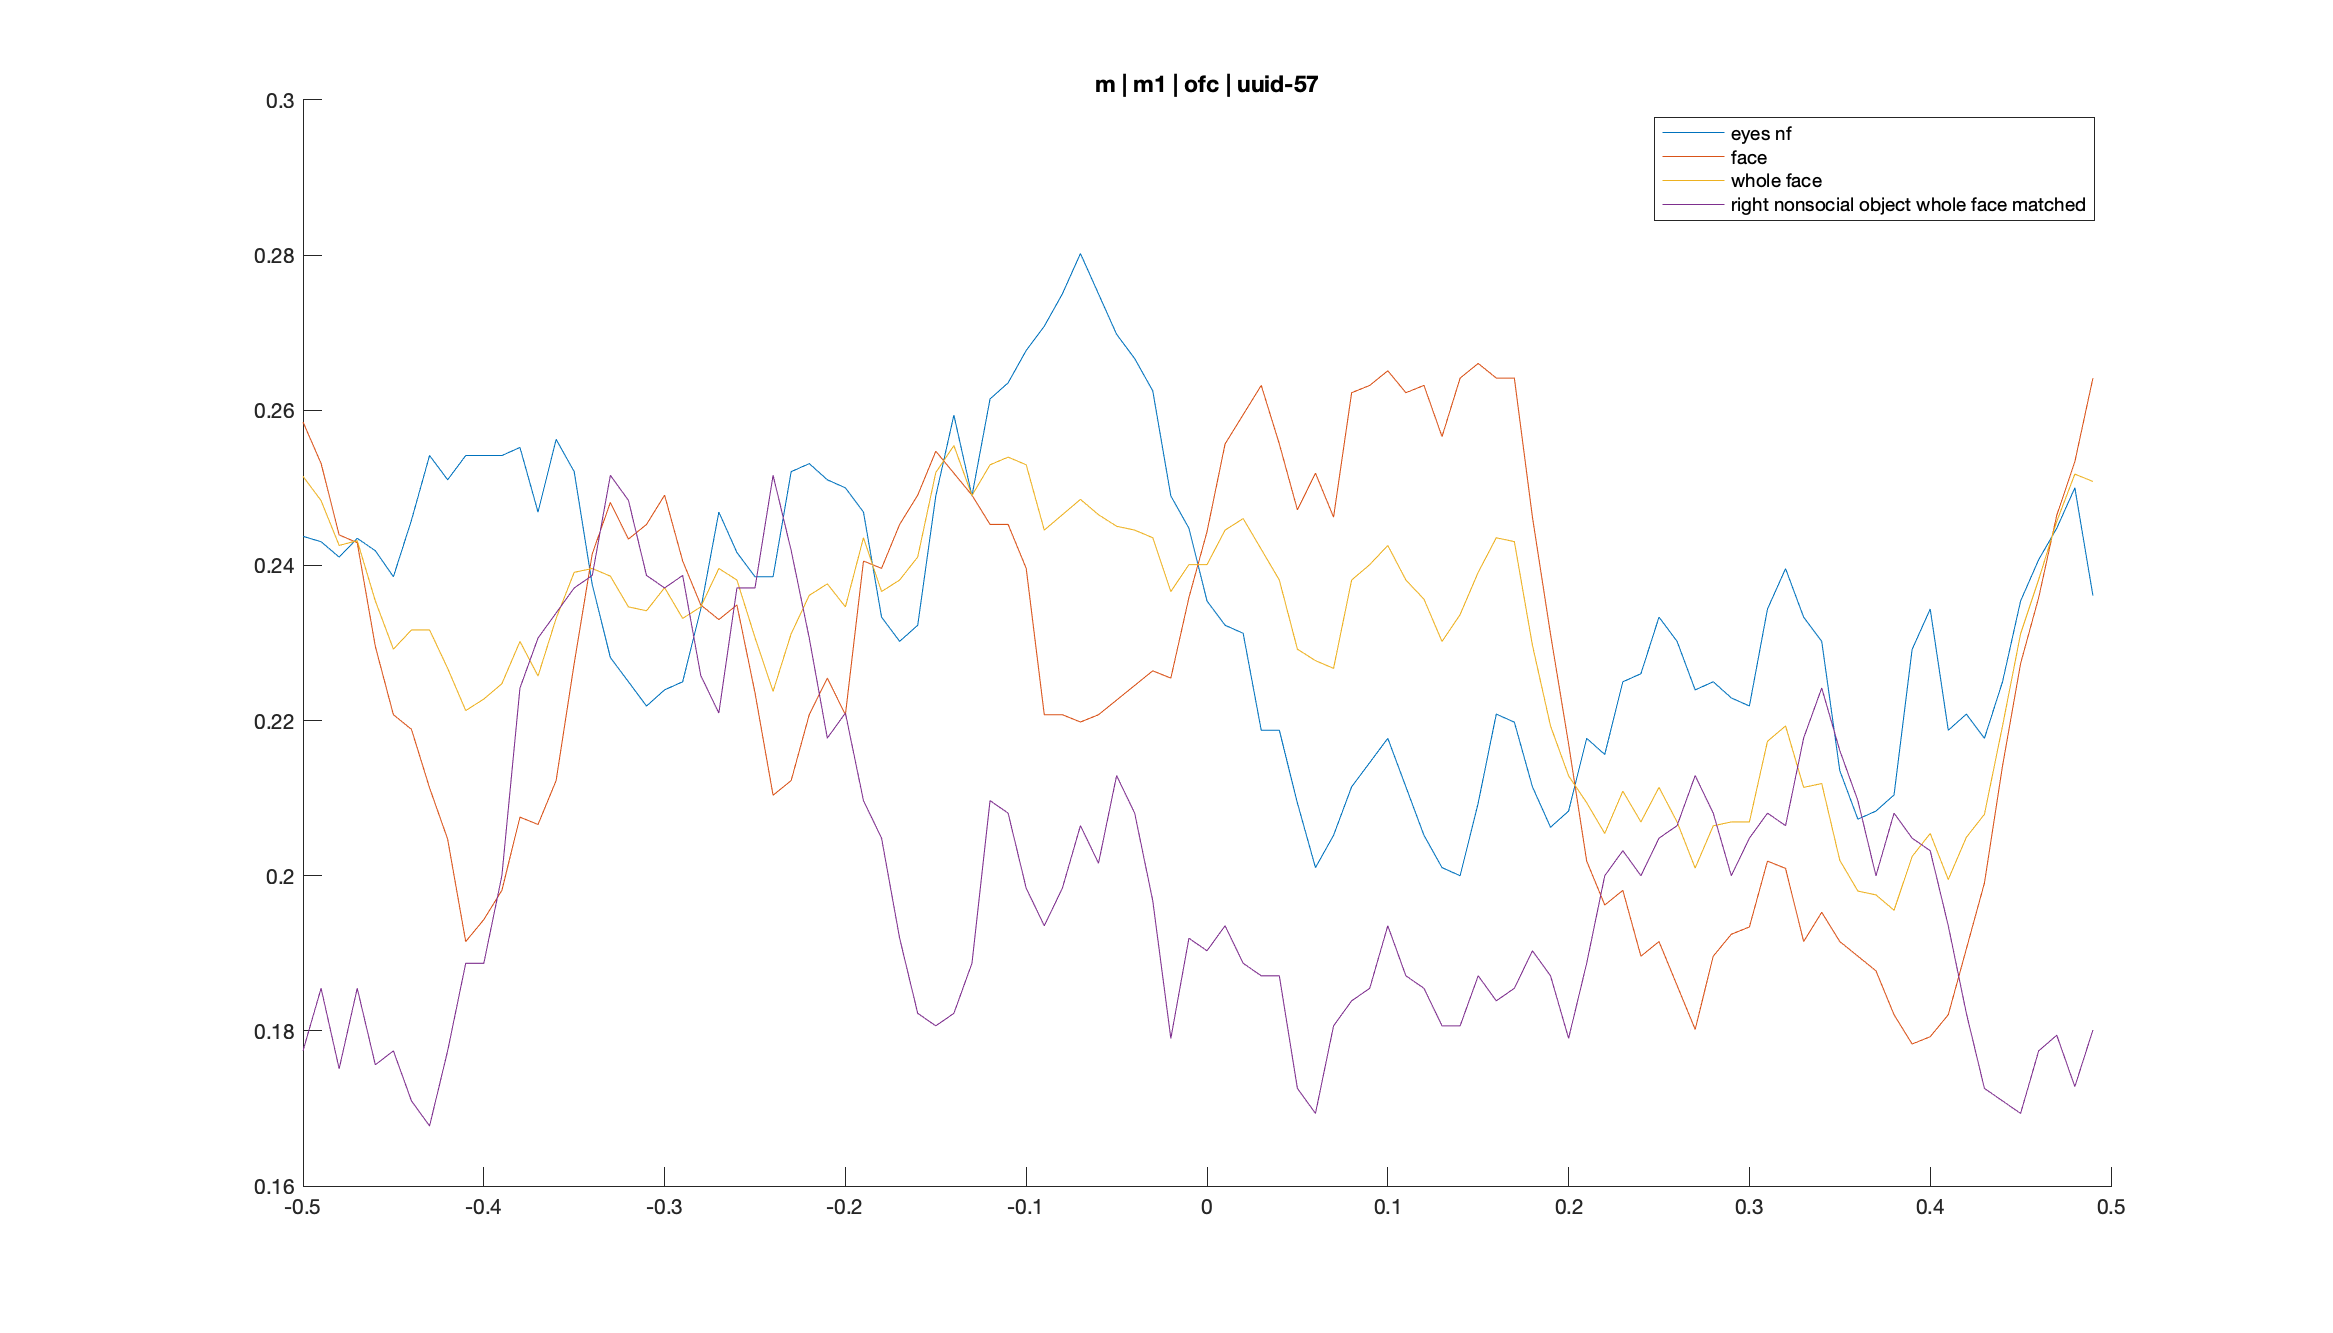 m | m1 | ofc | uuid-57
0.3
0.28
0.26
0.24
0.22
0.2
0.18
0.16
-0.5 -0.4 -0.3 -0.2 -0.1 0 0.1 0.2 0.3 0.4 0.5
eyes nf
face
whole face
right nonsocial object whole face matched